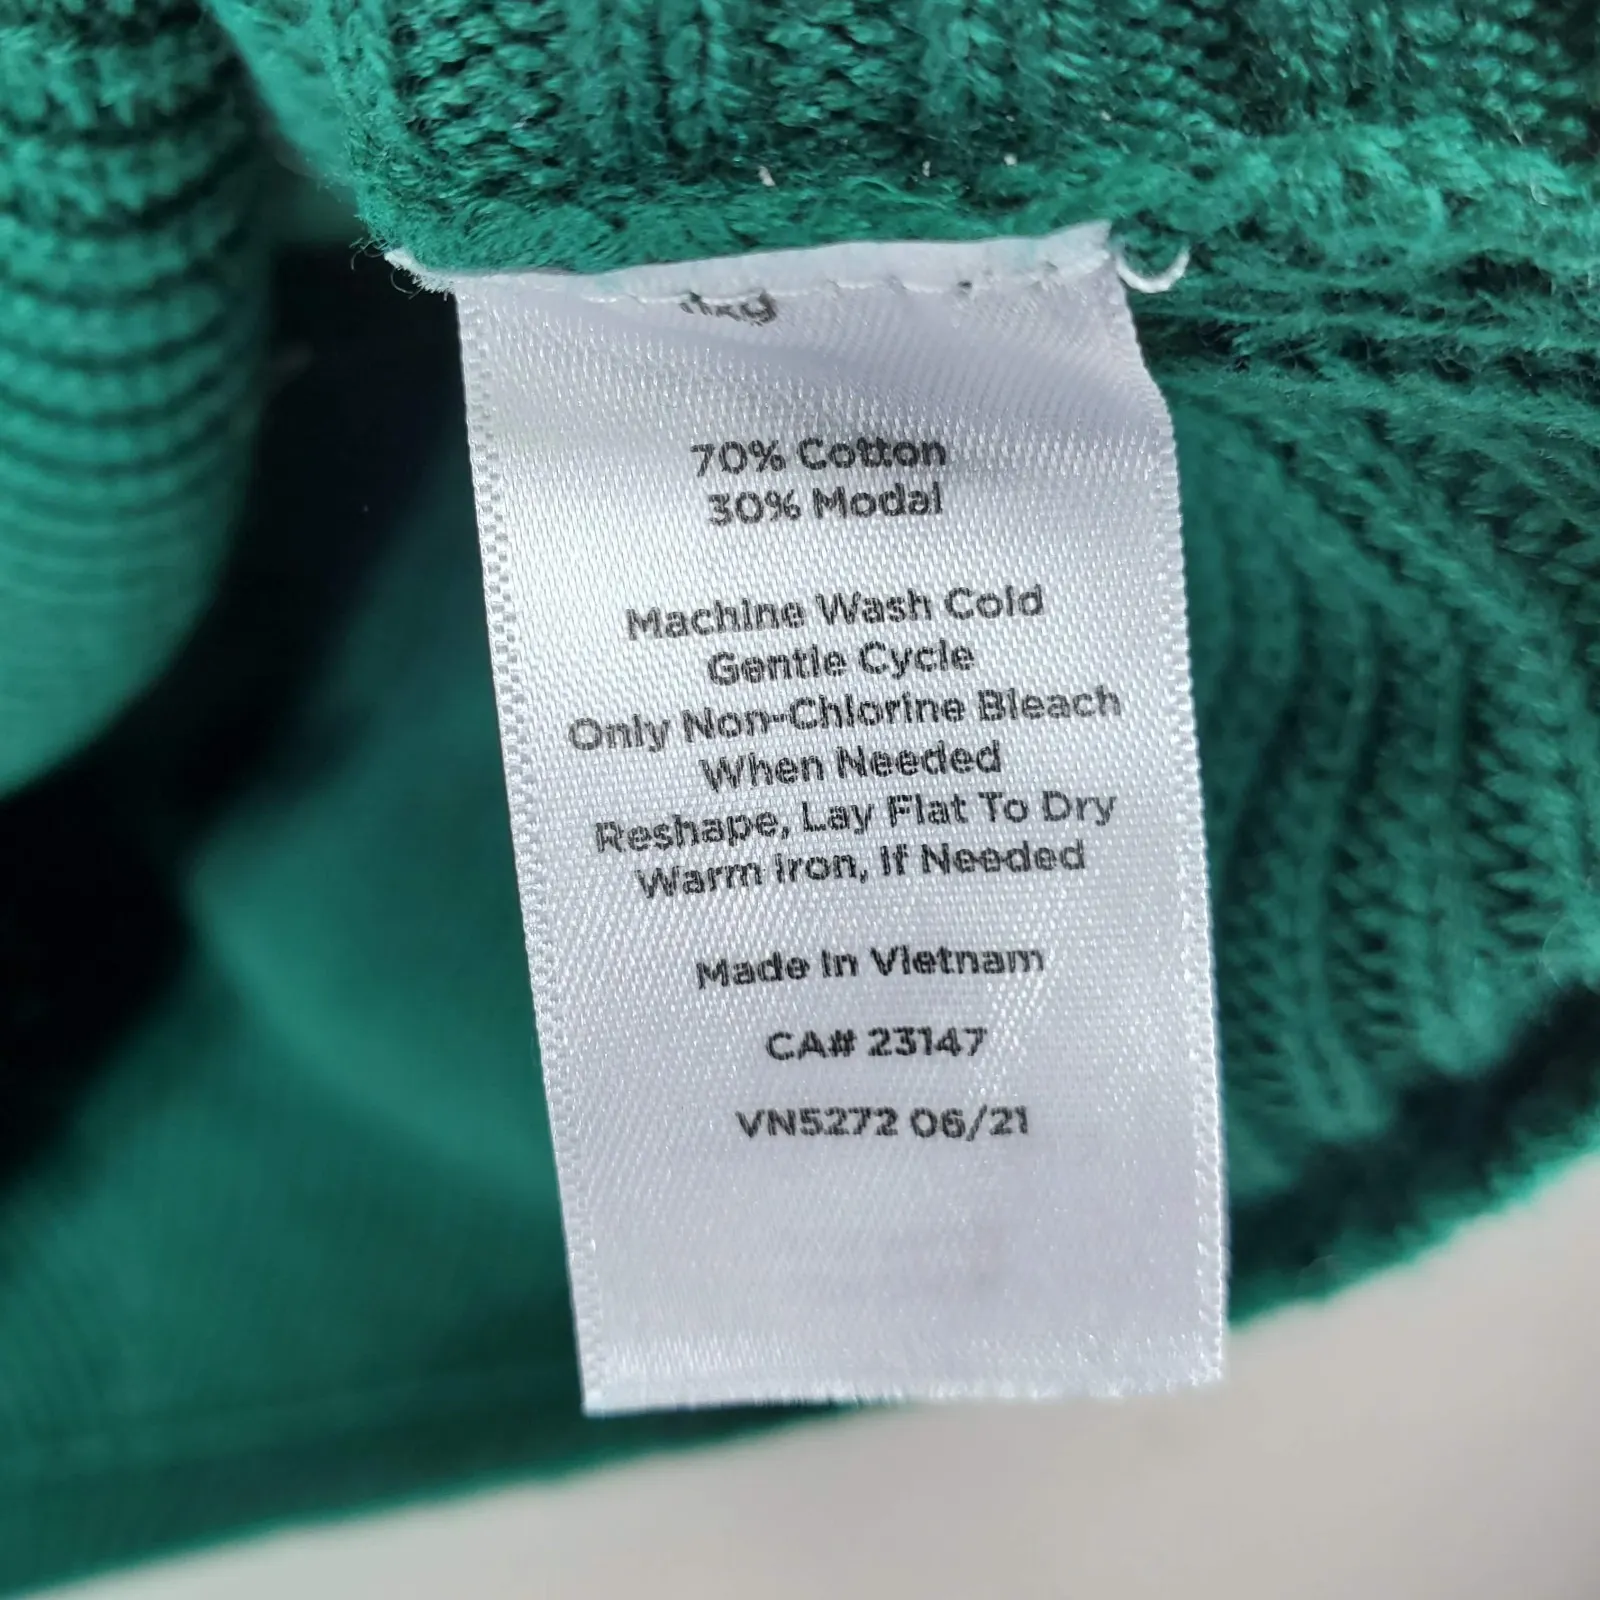 70% Cotton
30% Modal
Machine Wash Cold
Gentle Cycle
Only Non-Chlorine Bleach
When Needed
Reshape, Lay Flat To Dry
Warm Iron, If Needed
Made In Vietnam
CA# 23147
VN5272 06/21